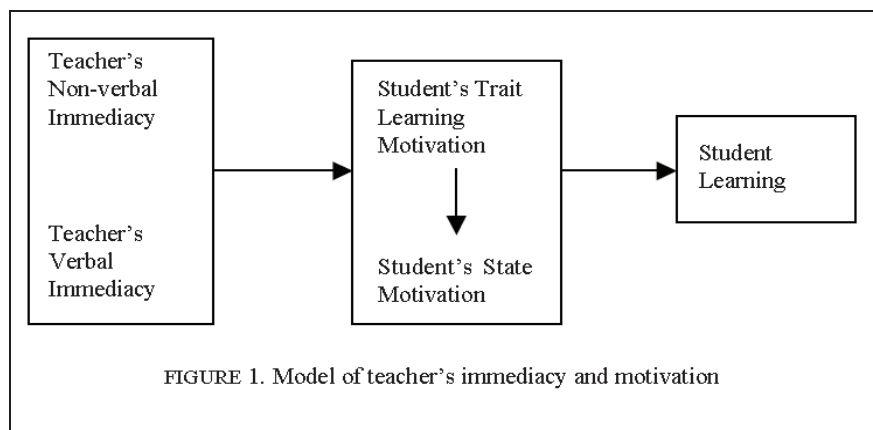 Teacher's
Non-verbal
Immediacy
Teacher's
Verbal
Immediacy
Student's Trait
Learning
Motivation
Student's State
Motivation
Student
Learning
FIGURE 1. Model of teacher's immediacy and motivation